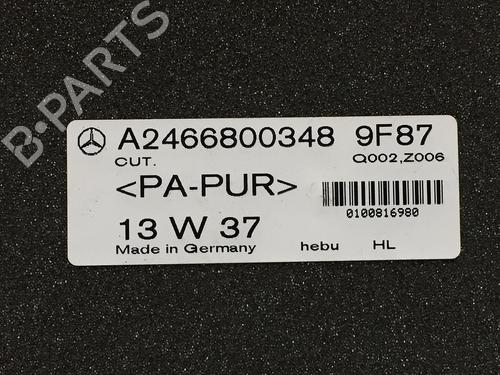 B-PARTS
A2466800348 9F87
CUT. Q002,Z006
<PA-PUR>
13 W 37 0100816980
Made in Germany hebu HL